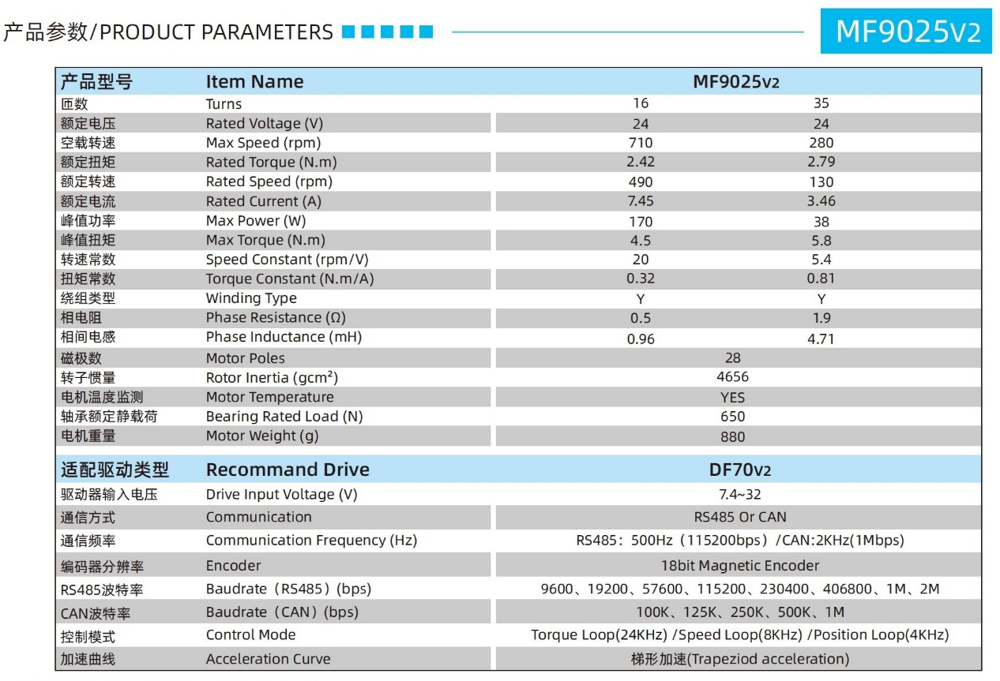 产品参数/PRODUCT PARAMETERS MF9025V2
产品型号 Item Name MF9025V2
匝数 Turns 16 35
额定电压 Rated Voltage (V) 24 24
空载转速 Max Speed (rpm) 710 280
额定扭矩 Rated Torque (N.m) 2.42 2.79
额定转速 Rated Speed (rpm) 490 130
额定电流 Rated Current (A) 7.45 3.46
峰值功率 Max Power (W) 170 38
峰值扭矩 Max Torque (N.m) 4.5 5.8
转速常数 Speed Constant (rpm/V) 20 5.4
扭矩常数 Torque Constant (N.m/A) 0.32 0.81
绕组类型 Winding Type Y Y
相电阻 Phase Resistance (Ω) 0.5 1.9
相间电感 Phase Inductance (mH) 0.96 4.71
磁极数 Motor Poles 28
转子惯量 Rotor Inertia (gcm²) 4656
电机温度监测 Motor Temperature YES
轴承额定静载荷 Bearing Rated Load (N) 650
电机重量 Motor Weight (g) 880
适配驱动类型 Recommand Drive DF70V2
驱动器输入电压 Drive Input Voltage (V) 7.4~32
通信方式 Communication RS485 Or CAN
通信频率 Communication Frequency (Hz) RS485：500Hz（115200bps）/CAN:2KHz(1Mbps)
编码器分辨率 Encoder 18bit Magnetic Encoder
RS485波特率 Baudrate（RS485）(bps) 9600、19200、57600、115200、230400、406800、1M、2M
CAN波特率 Baudrate（CAN）(bps) 100K、125K、250K、500K、1M
控制模式 Control Mode Torque Loop(24KHz) /Speed Loop(8KHz) /Position Loop(4KHz)
加速曲线 Acceleration Curve 梯形加速(Trapeziod acceleration)